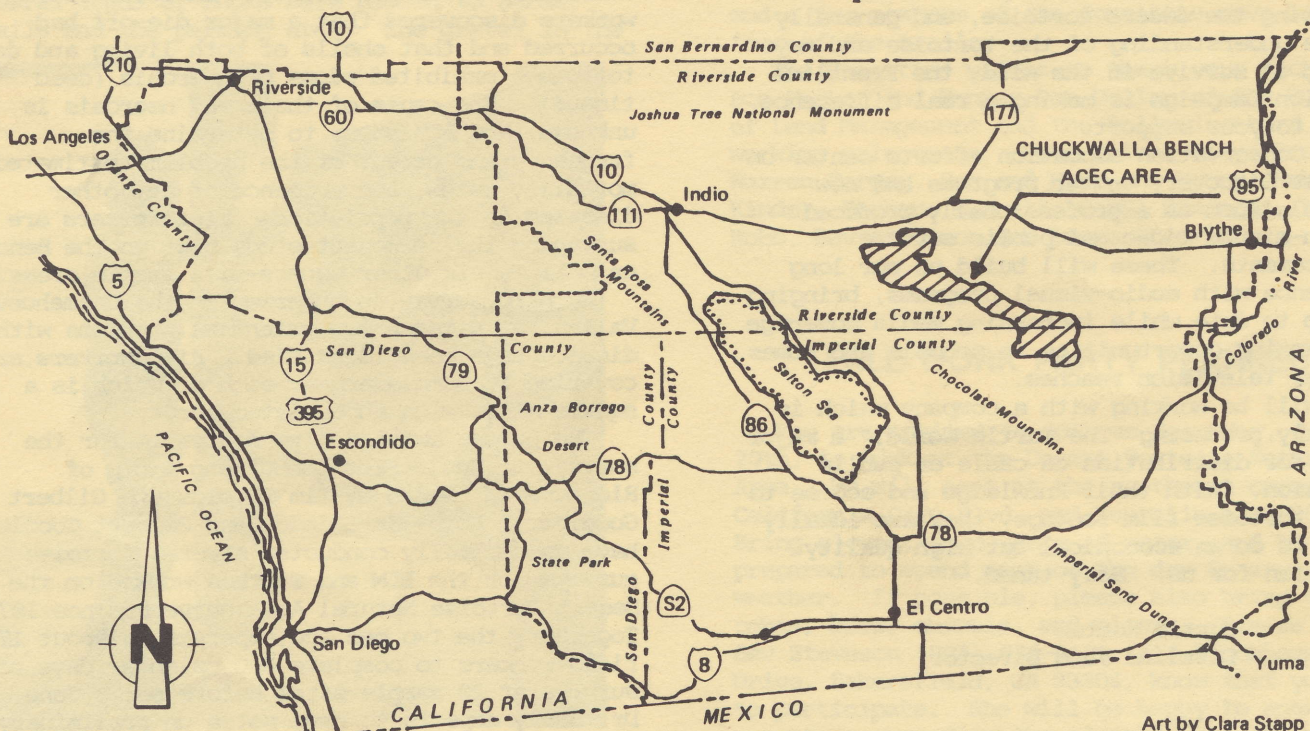 10
San Bernardino County
210
Riverside
Riverside County
60
Joshua Tree National Monument
177
Los Angeles
Orange County
CHUCKWALLA BENCH
ACEC AREA
10
Indio
95
111
Blythe
Santa Rosa
Mountains
5
Colorado River
Riverside County
Imperial County
San Diego County
15
79
395
Salton Sea
Chocolate Mountains
ARIZONA
Anza Borrego
Desert
State Park
86
Escondido
78
County
County
Imperial
San Diego
PACIFIC OCEAN
78
Imperial Sand Dunes
S2
El Centro
N
San Diego
8
Yuma
CALIFORNIA
MEXICO
Art by Clara Stapp